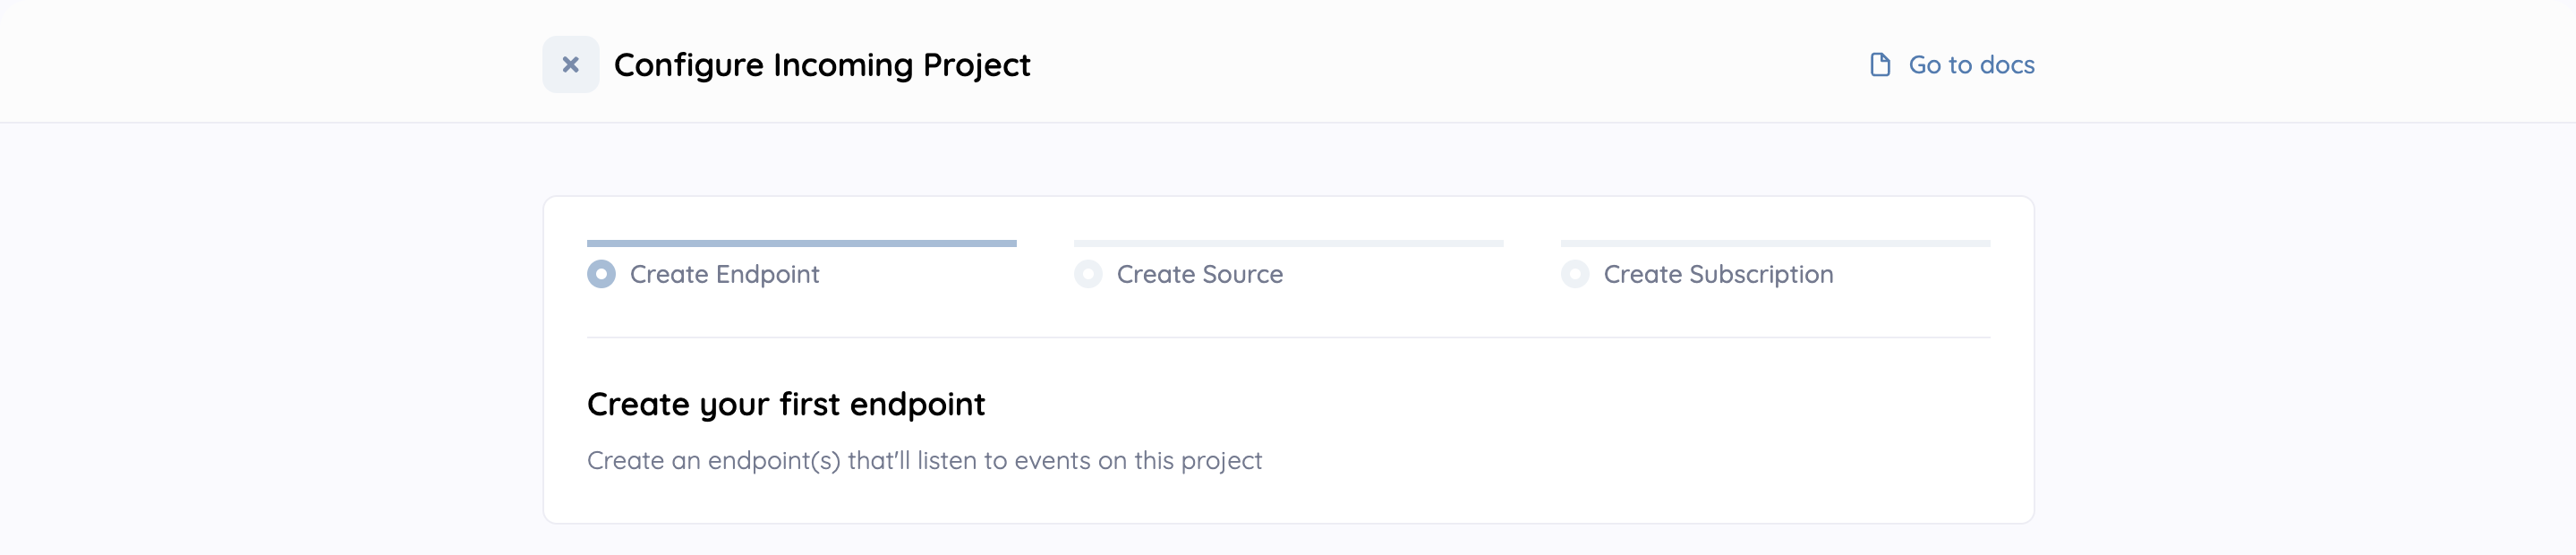 Configure Incoming Project
Go to docs
Create Endpoint
Create Source
Create Subscription
Create your first endpoint
Create an endpoint(s) that'll listen to events on this project